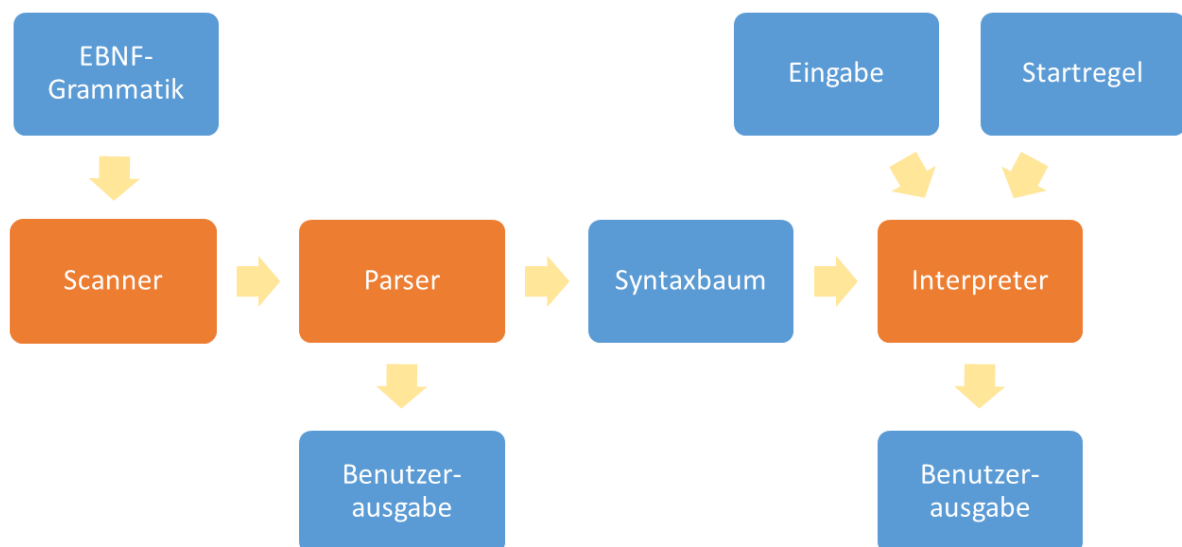 EBNF-
Grammatik
Eingabe
Startregel
Scanner
Parser
Syntaxbaum
Interpreter
Benutzer-
ausgabe
Benutzer-
ausgabe